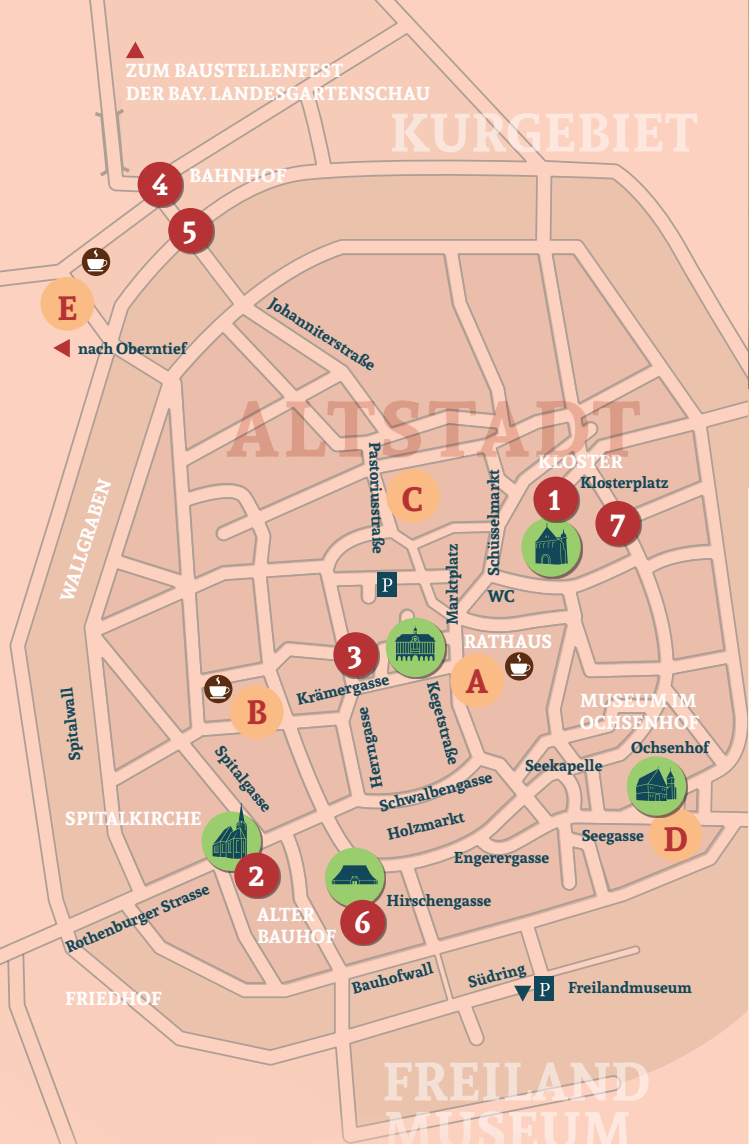 ZUM BAUSTELLENFEST
DER BAY. LANDESGARTENSCHAU
KURGEBIET
4
BAHNHOF
5
E
nach Oberntief
Johanniterstraße
ALTSTADT
KLOSTER
Klosterplatz
Pastoriusstraße
C
Schüsselmarkt
1
7
WALLGRABEN
P
Marktplatz
WC
RATHAUS
3
A
Krämergasse
B
Kegetstraße
Herrngasse
MUSEUM IM
OCHSENHOF
Ochsenhof
Spitalwall
Spitalgasse
Seekapelle
Schwalbengasse
Holzmarkt
SPITALKIRCHE
Seegasse
D
Engerergasse
2
Hirschengasse
Rothenburger Strasse
ALTER
BAUHOF
6
Bauhofwall
Südring
P
Freilandmuseum
FRIEDHOF
FREILAND
MUSEUM